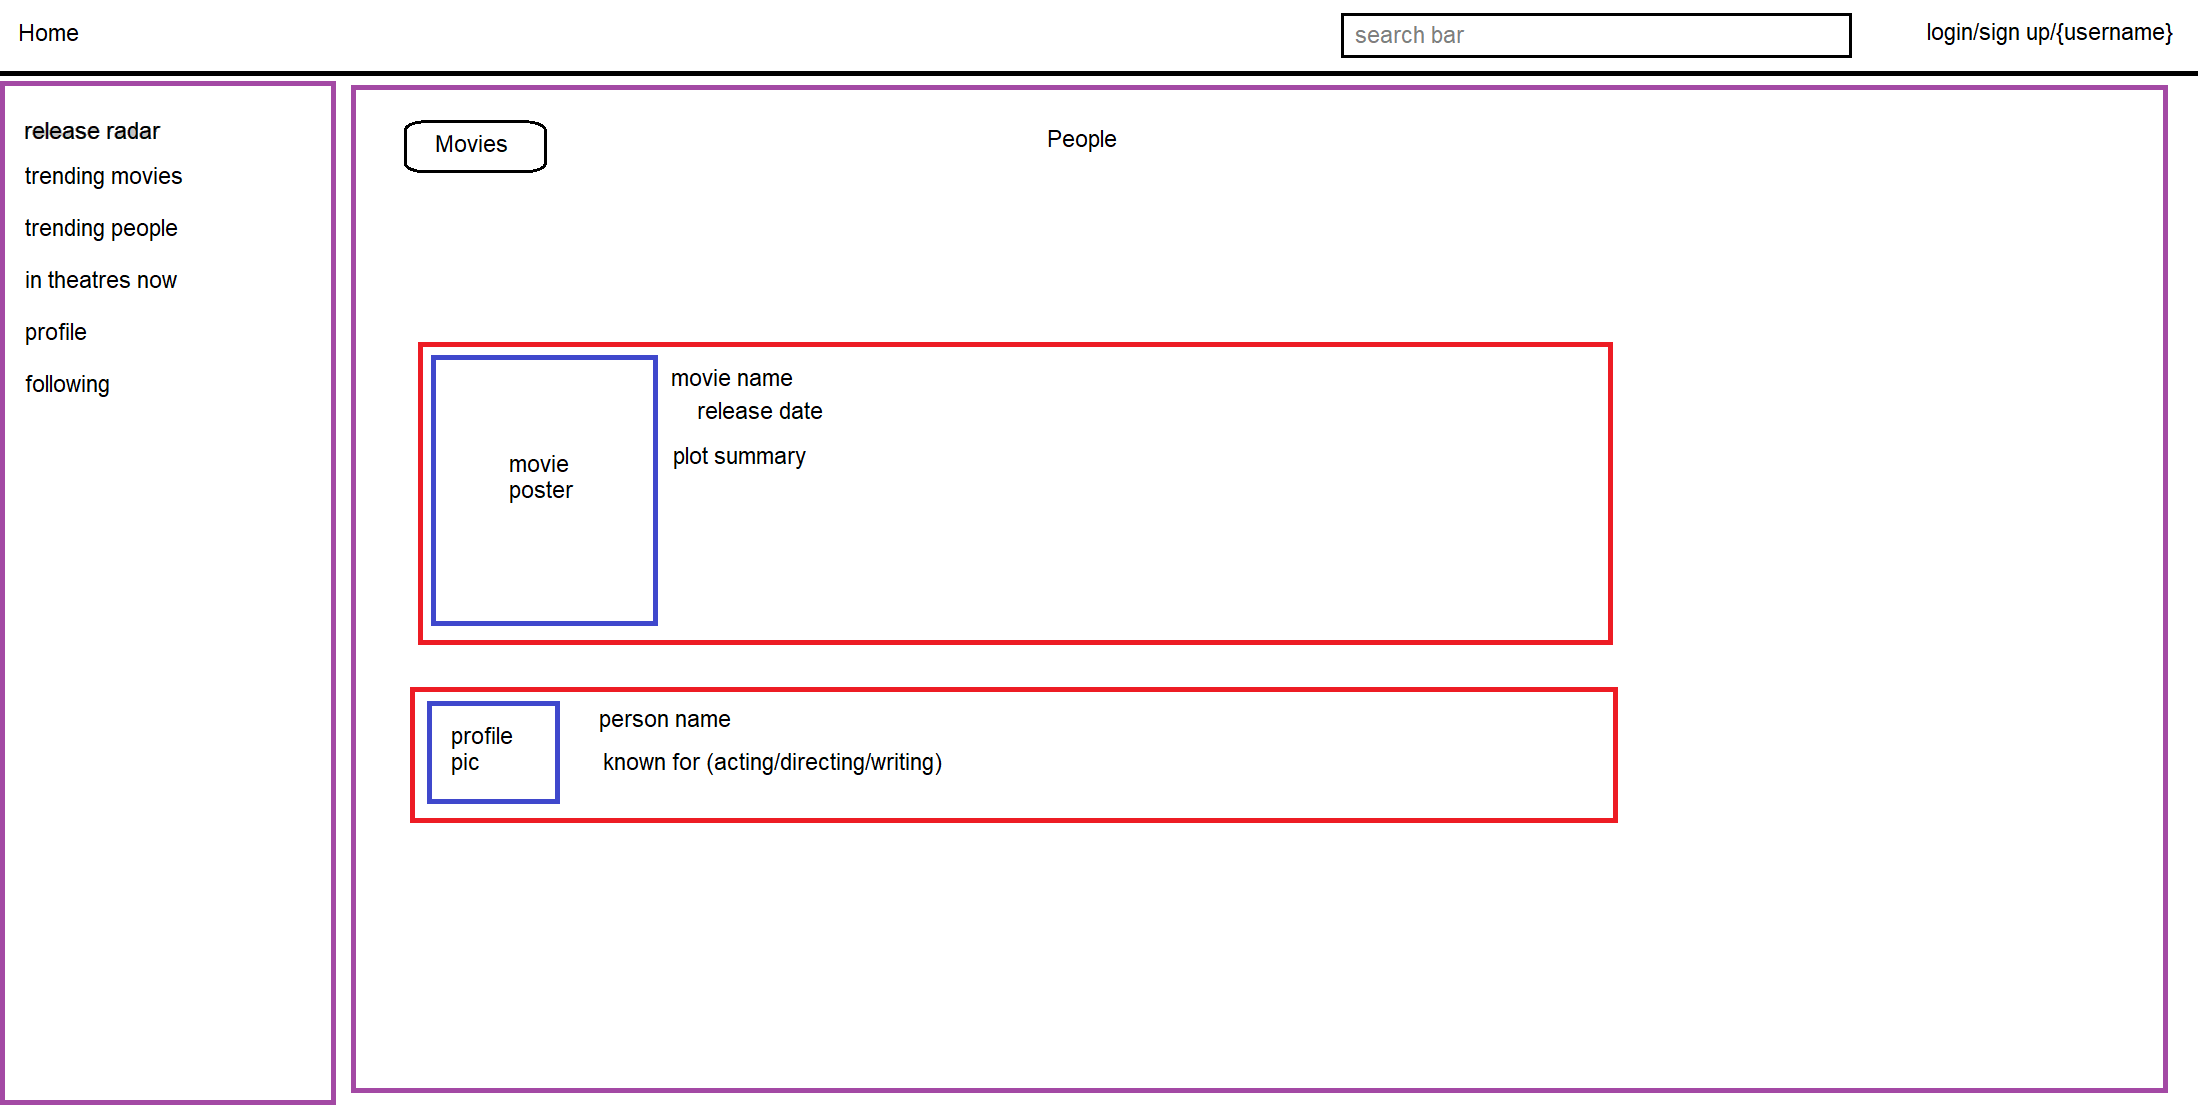 Home
search bar
login/sign up/{username}
release radar
trending movies
trending people
in theatres now
profile
following
Movies
People
movie
poster
movie name
release date
plot summary
profile
pic
person name
known for (acting/directing/writing)